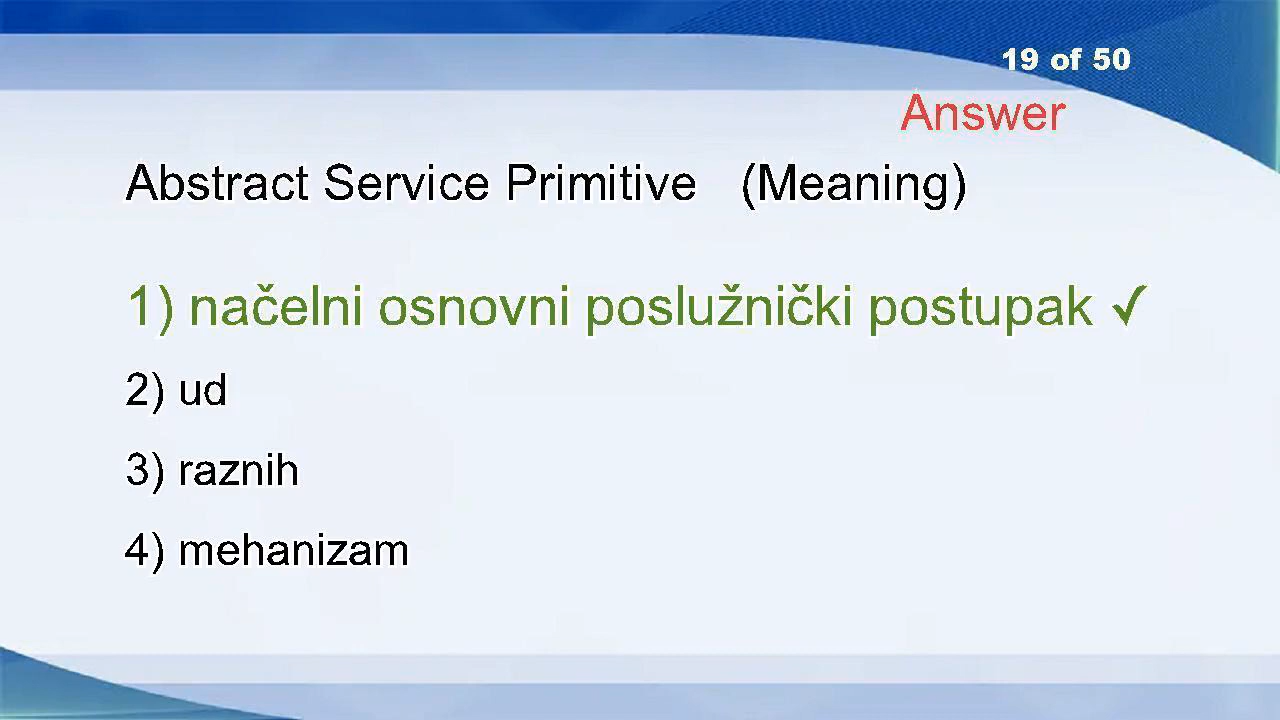 19 of 50
Answer
Abstract Service Primitive (Meaning)
1) načelni osnovni poslužnički postupak ✓
2) ud
3) raznih
4) mehanizam